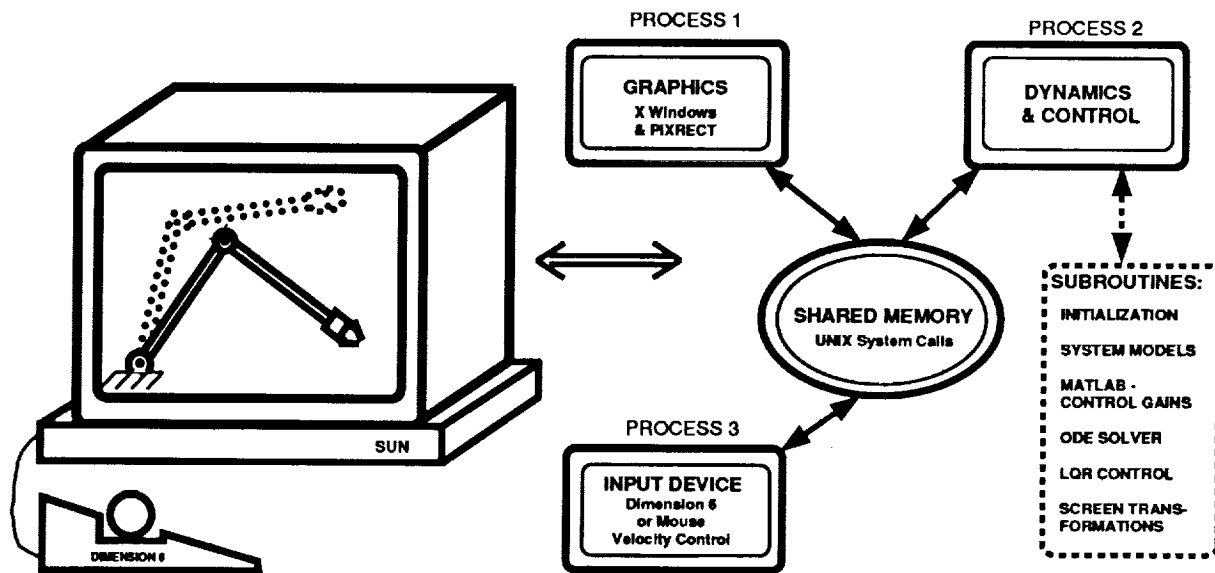 PROCESS 1
GRAPHICS
X Windows
& PIXRECT
PROCESS 2
DYNAMICS
& CONTROL
SHARED MEMORY
UNIX System Calls
SUBROUTINES:
INITIALIZATION
SYSTEM MODELS
MATLAB -
CONTROL GAINS
ODE SOLVER
LQR CONTROL
SCREEN TRANS-
FORMATIONS
PROCESS 3
INPUT DEVICE
Dimension 6
or Mouse
Velocity Control
SUN
DIMENSION 6